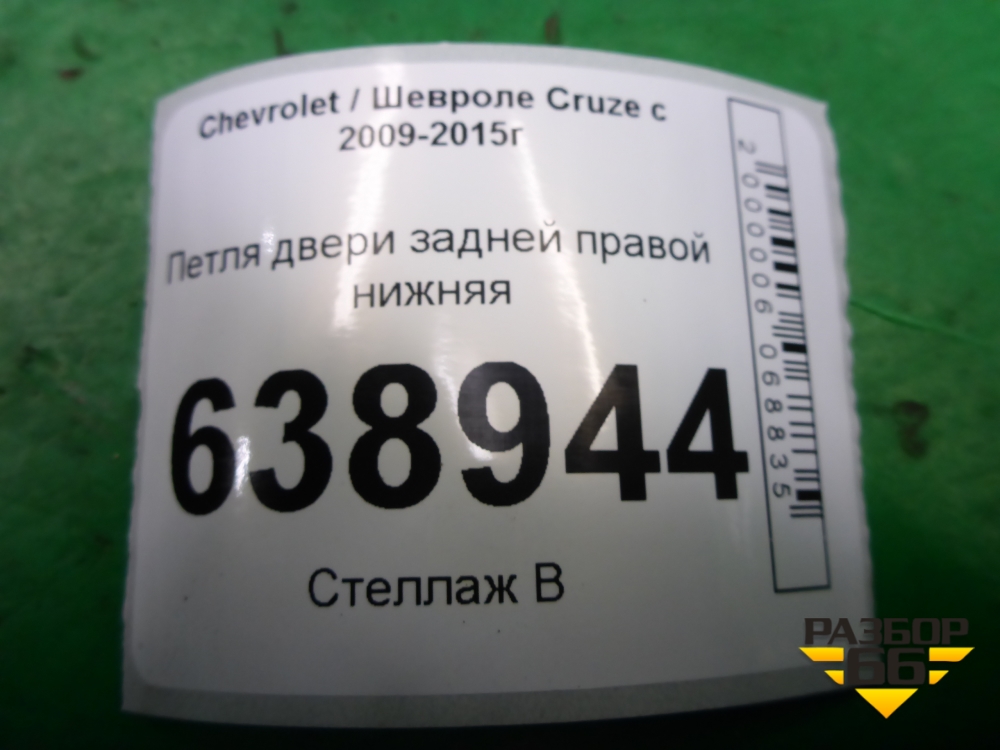 Chevrolet / Шевроле Cruze с
2009-2015г
Петля двери задней правой
нижняя
638944
Стеллаж В
2000006068835
РАЗБОР
66